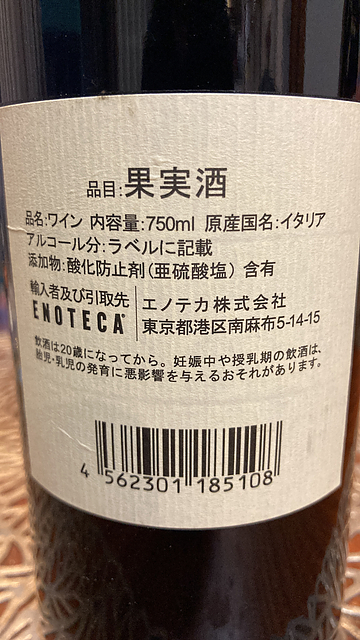 品目:果実酒
品名:ワイン 内容量:750ml 原産国名:イタリア
アルコール分:ラベルに記載
添加物:酸化防止剤(亜硫酸塩) 含有
輸入者及び引取先
ENOTECA®
エノテカ株式会社
東京都港区南麻布5-14-15
飲酒は20歳になってから。妊娠中や授乳期の飲酒は、
胎児・乳児の発育に悪影響を与えるおそれがあります。
4 562301 185108